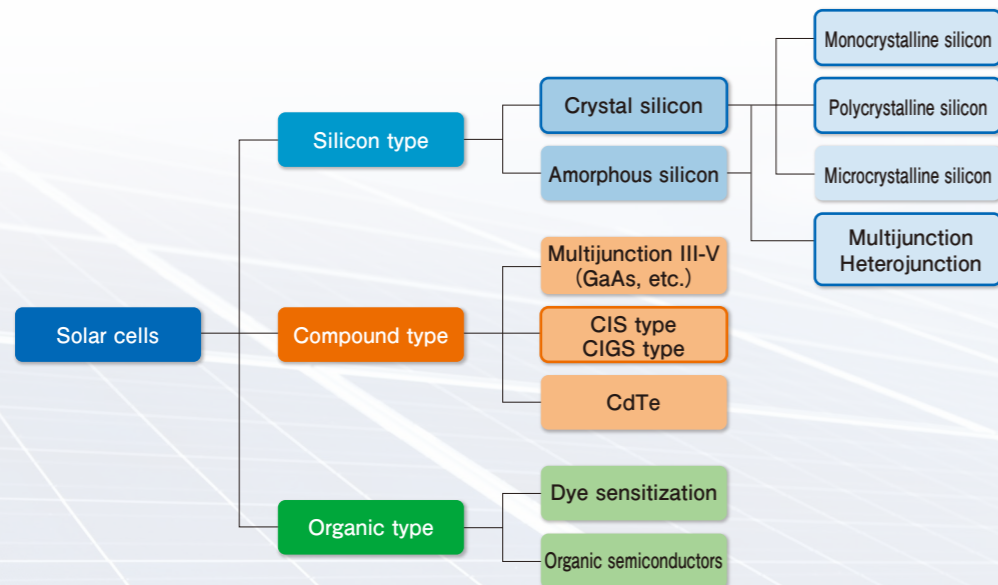 Solar cells
Silicon type
Crystal silicon
Monocrystalline silicon
Polycrystalline silicon
Microcrystalline silicon
Amorphous silicon
Multijunction
Heterojunction
Compound type
Multijunction III-V
(GaAs, etc.)
CIS type
CIGS type
CdTe
Organic type
Dye sensitization
Organic semiconductors